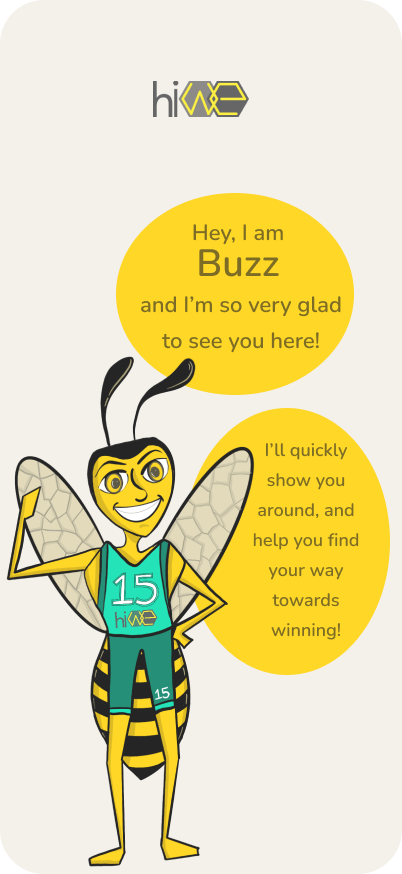 hiwe
Hey, I am
Buzz
and I'm so very glad
to see you here!
I'll quickly
show you
around, and
help you find
your way
towards
winning!
15
hiwe
15